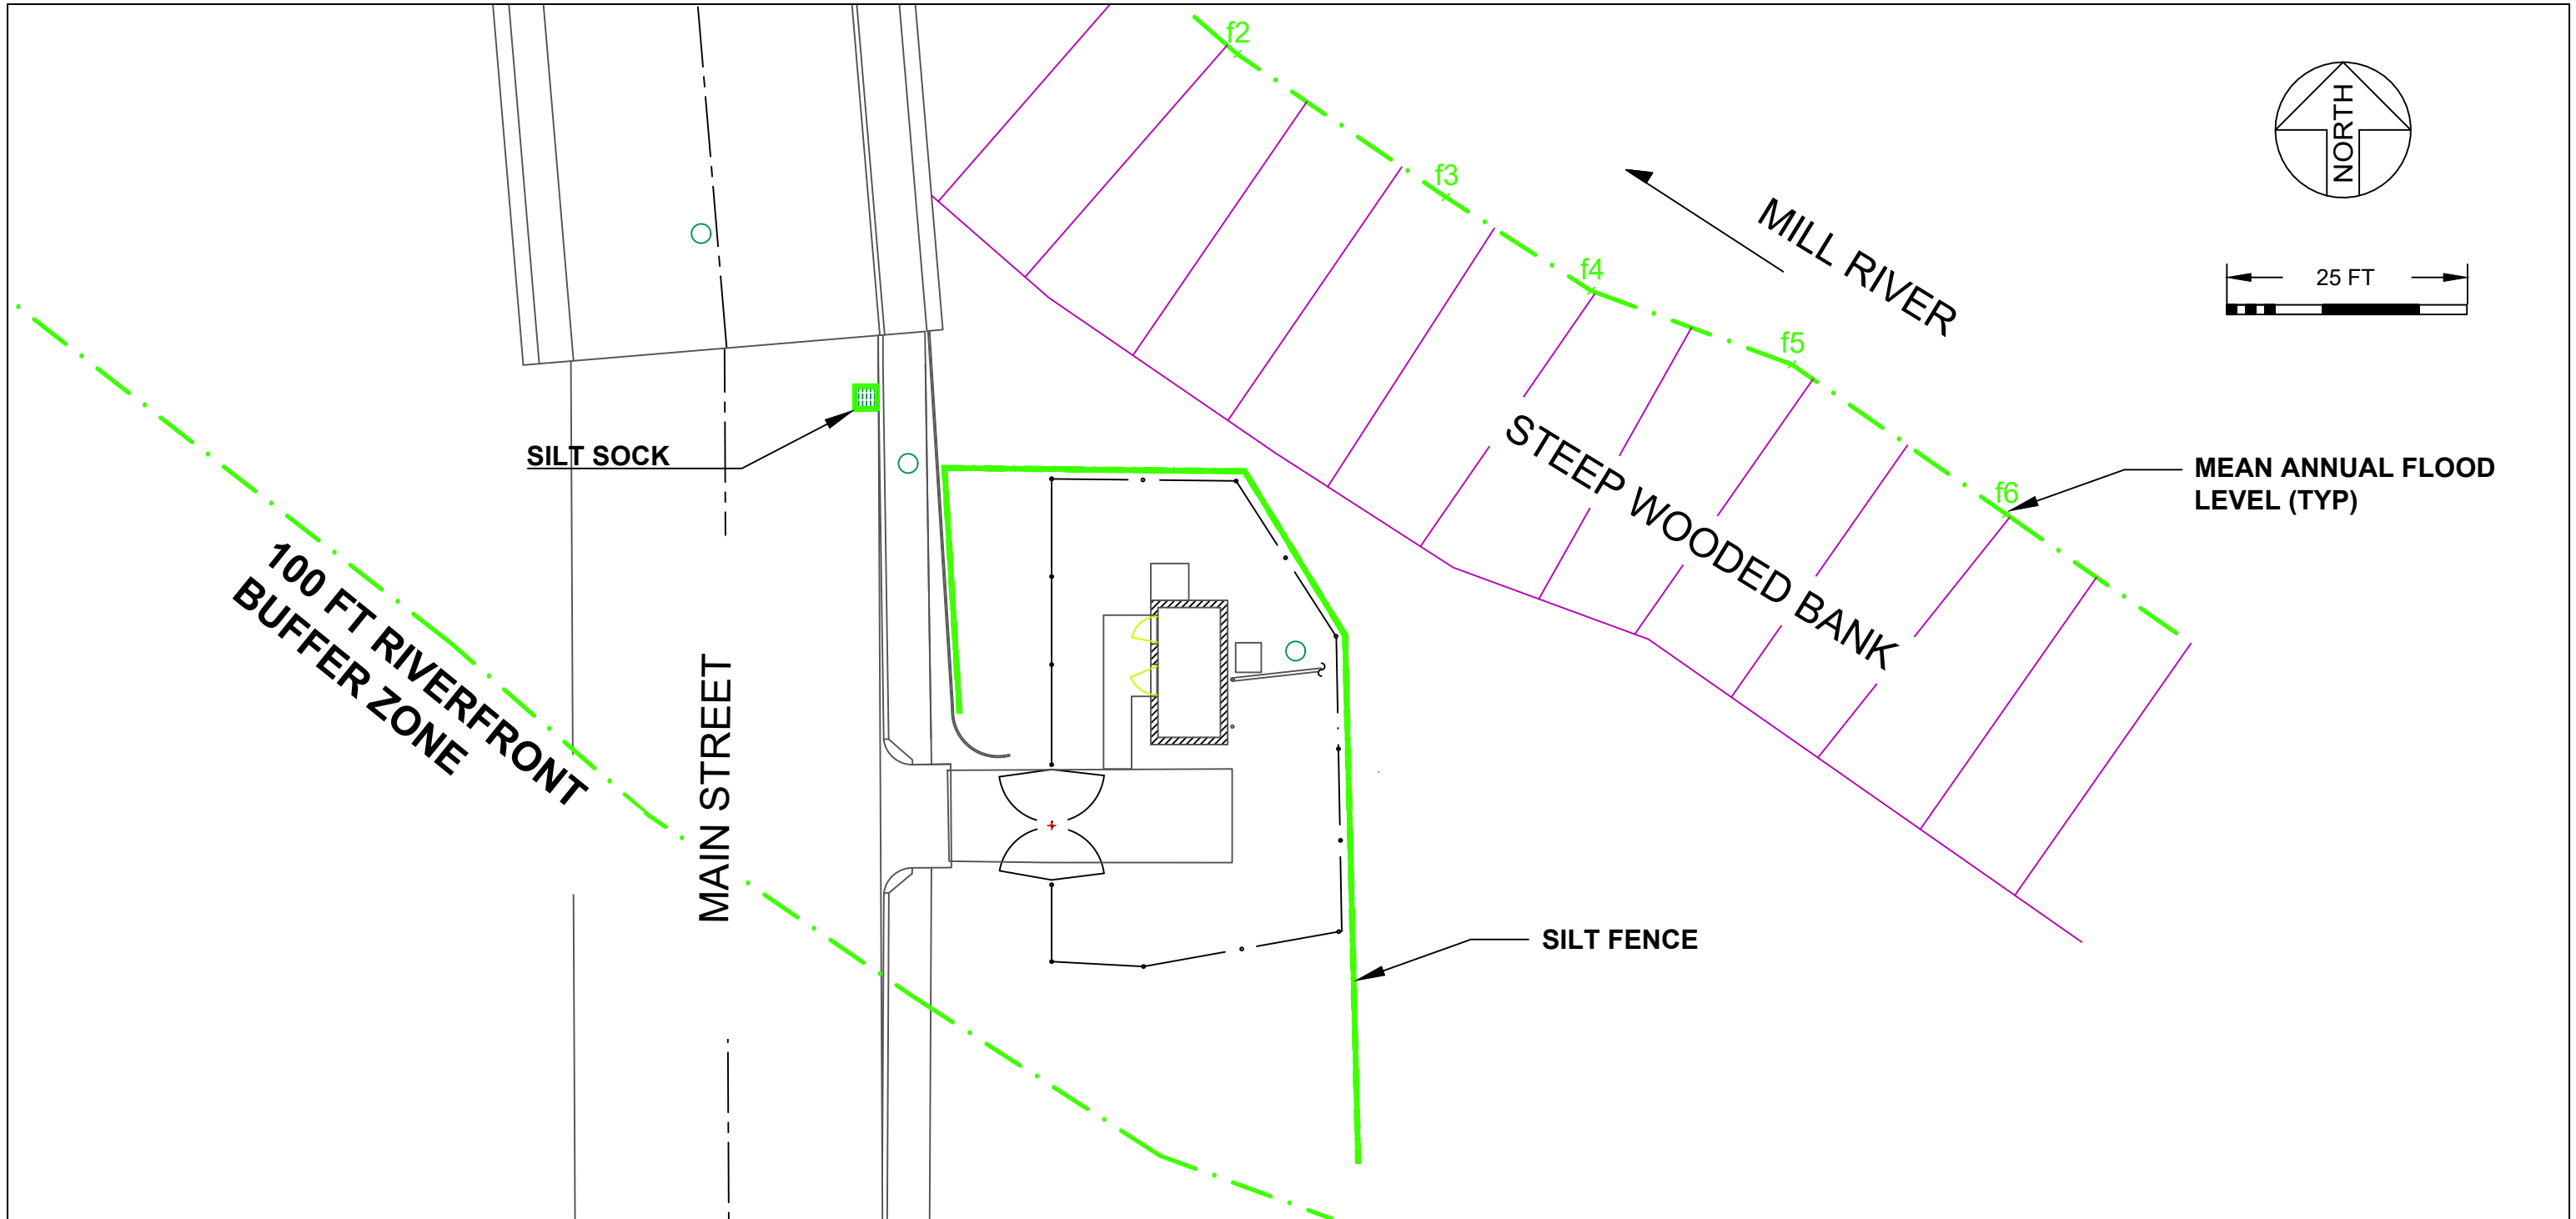 f2
NORTH
f3
MILL RIVER
f4
25 FT
f5
SILT SOCK
STEEP WOODED BANK
f6
MEAN ANNUAL FLOOD
LEVEL (TYP)
100 FT RIVERFRONT
BUFFER ZONE
MAIN STREET
SILT FENCE